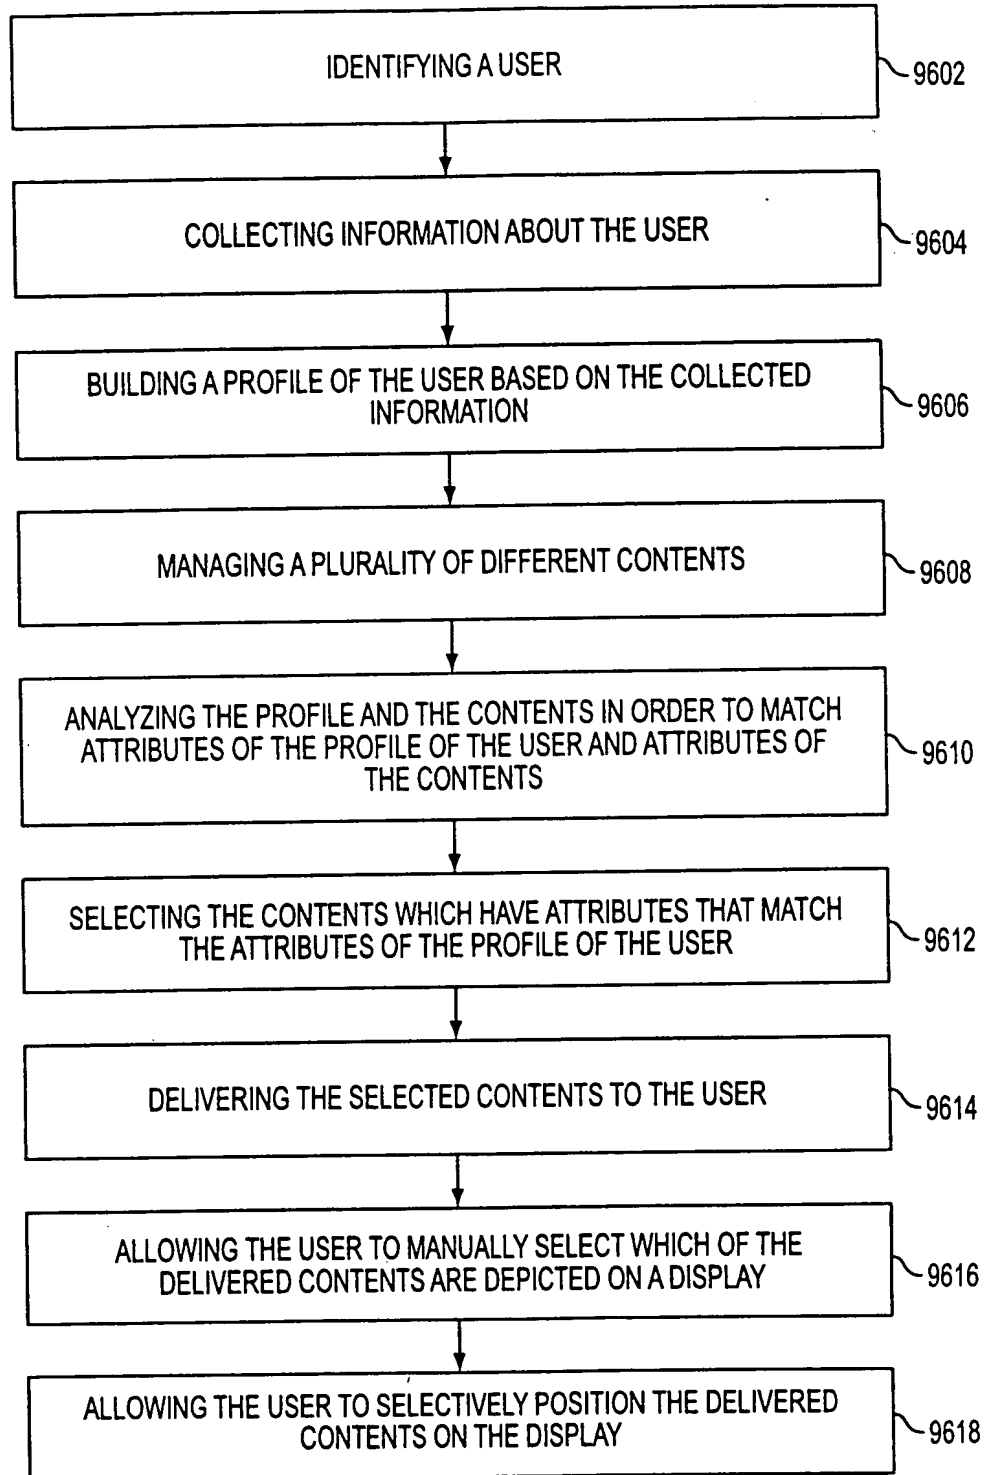 IDENTIFYING A USER
9602
COLLECTING INFORMATION ABOUT THE USER
9604
BUILDING A PROFILE OF THE USER BASED ON THE COLLECTED
INFORMATION
9606
MANAGING A PLURALITY OF DIFFERENT CONTENTS
9608
ANALYZING THE PROFILE AND THE CONTENTS IN ORDER TO MATCH
ATTRIBUTES OF THE PROFILE OF THE USER AND ATTRIBUTES OF
THE CONTENTS
9610
SELECTING THE CONTENTS WHICH HAVE ATTRIBUTES THAT MATCH
THE ATTRIBUTES OF THE PROFILE OF THE USER
9612
DELIVERING THE SELECTED CONTENTS TO THE USER
9614
ALLOWING THE USER TO MANUALLY SELECT WHICH OF THE
DELIVERED CONTENTS ARE DEPICTED ON A DISPLAY
9616
ALLOWING THE USER TO SELECTIVELY POSITION THE DELIVERED
CONTENTS ON THE DISPLAY
9618